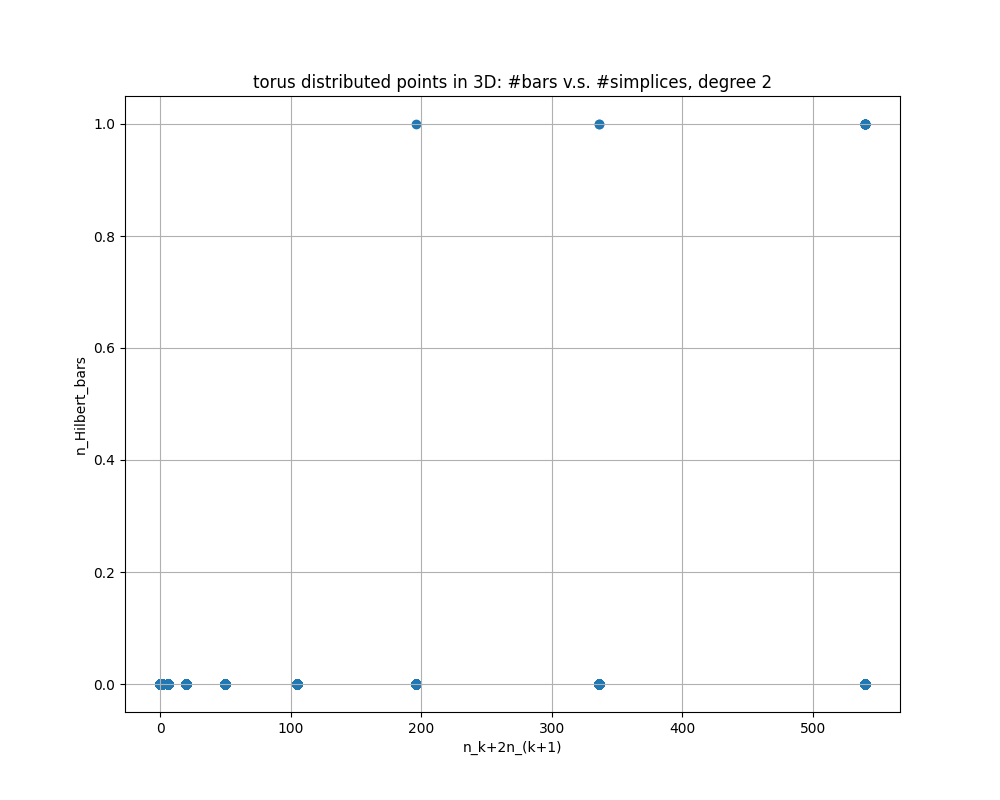 torus distributed points in 3D: #bars v.s. #simplices, degree 2
1.0
0.8
0.6
0.4
0.2
0.0
n_Hilbert_bars
0 100 200 300 400 500
n_k+2n_(k+1)